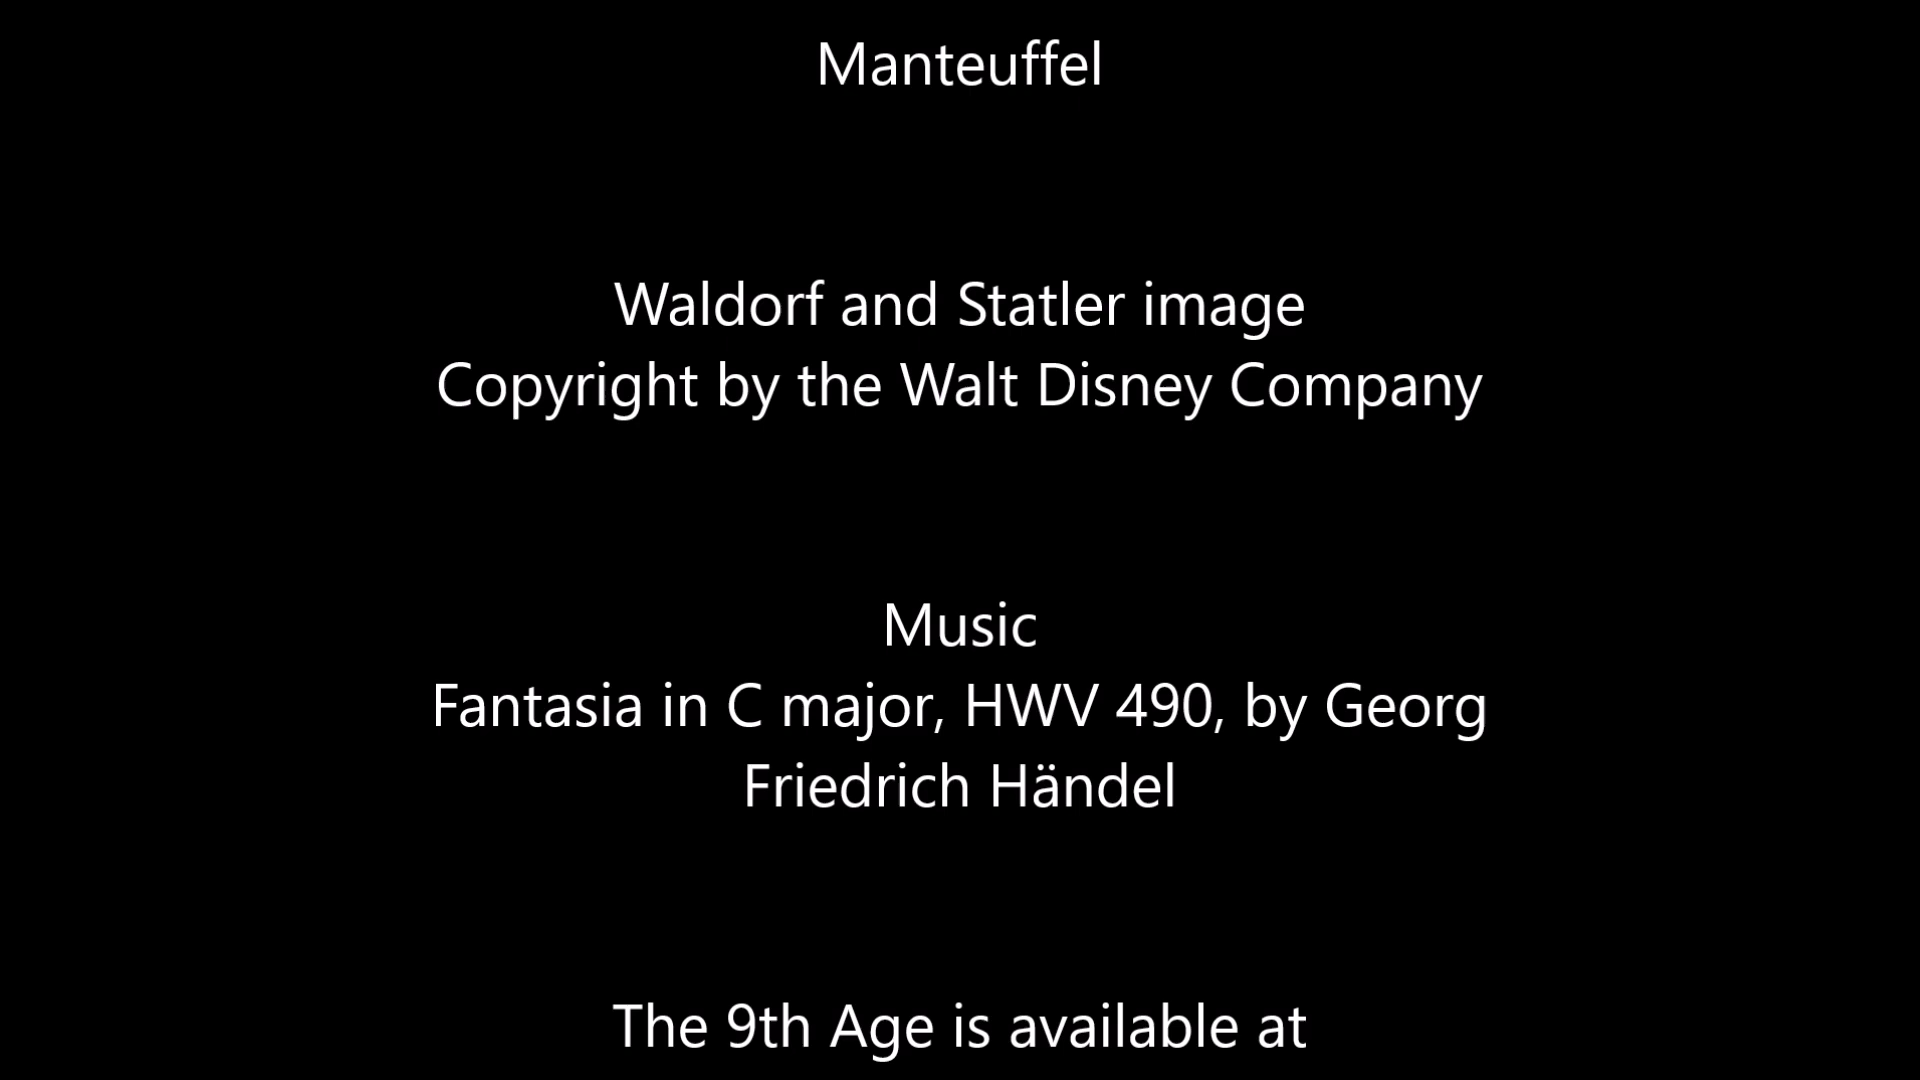 Manteuffel
Waldorf and Statler image
Copyright by the Walt Disney Company
Music
Fantasia in C major, HWV 490, by Georg
Friedrich Händel
The 9th Age is available at